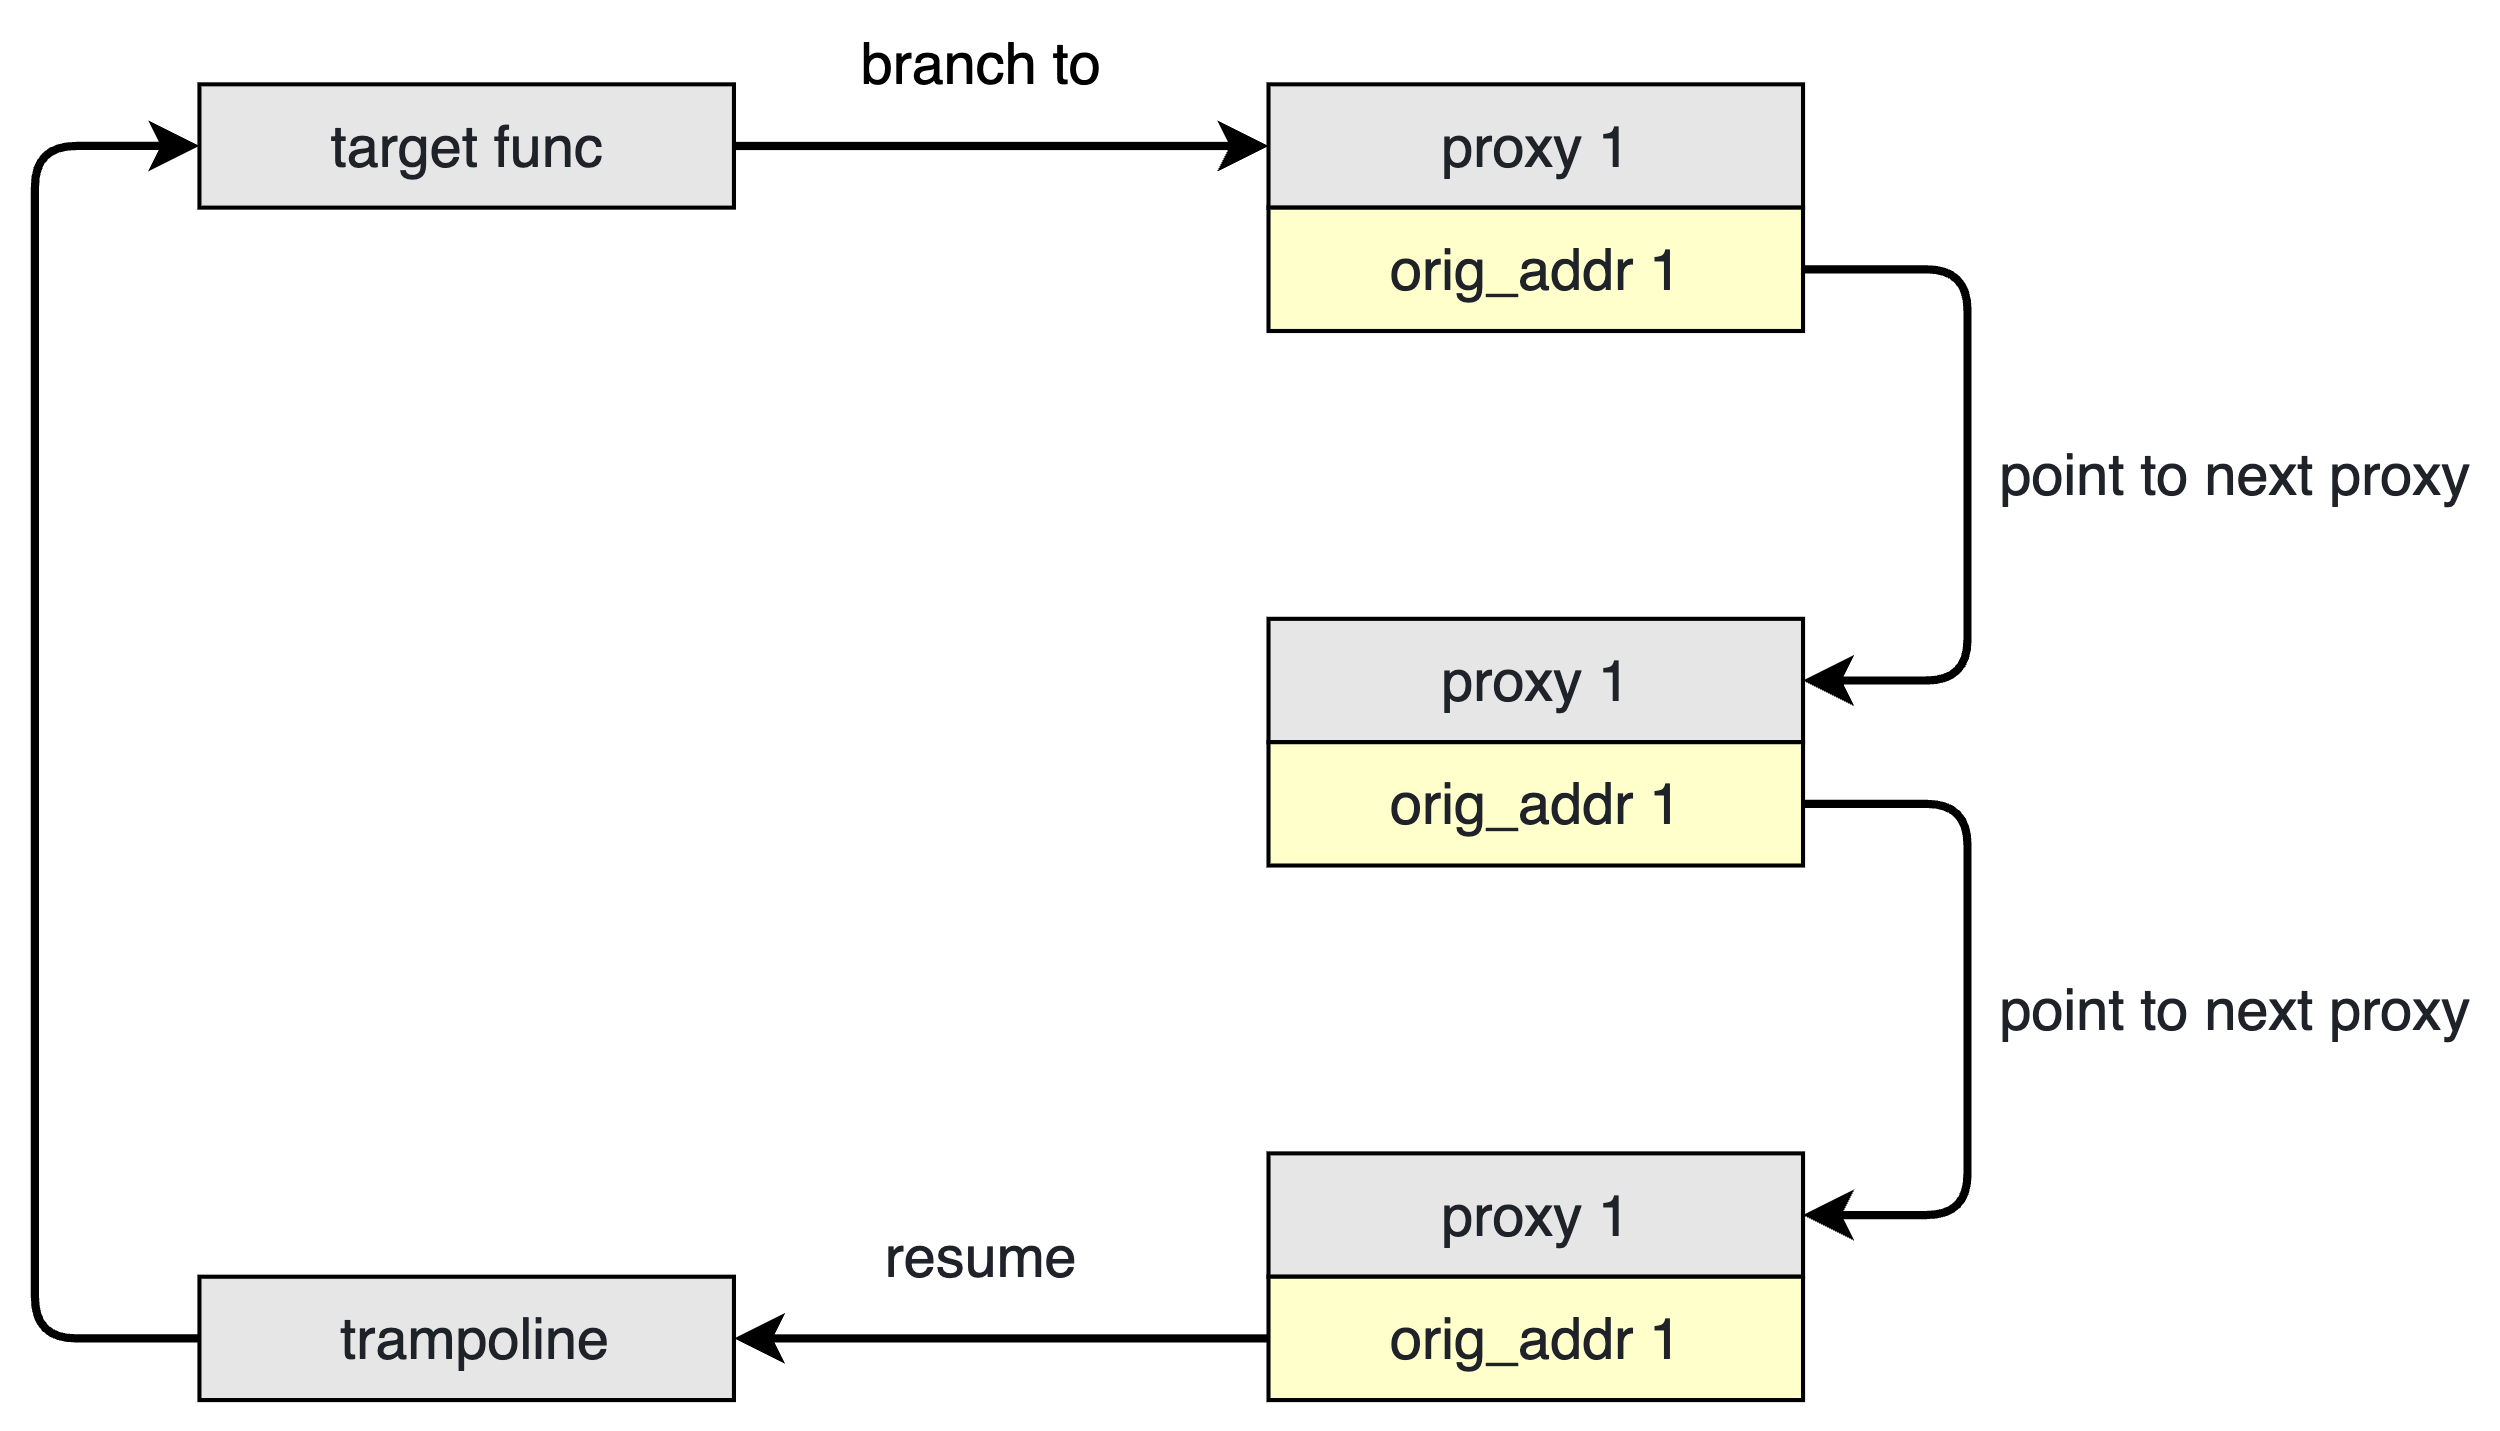 branch to
target func
proxy 1
orig_addr 1
point to next proxy
proxy 1
orig_addr 1
point to next proxy
proxy 1
resume
trampoline
orig_addr 1